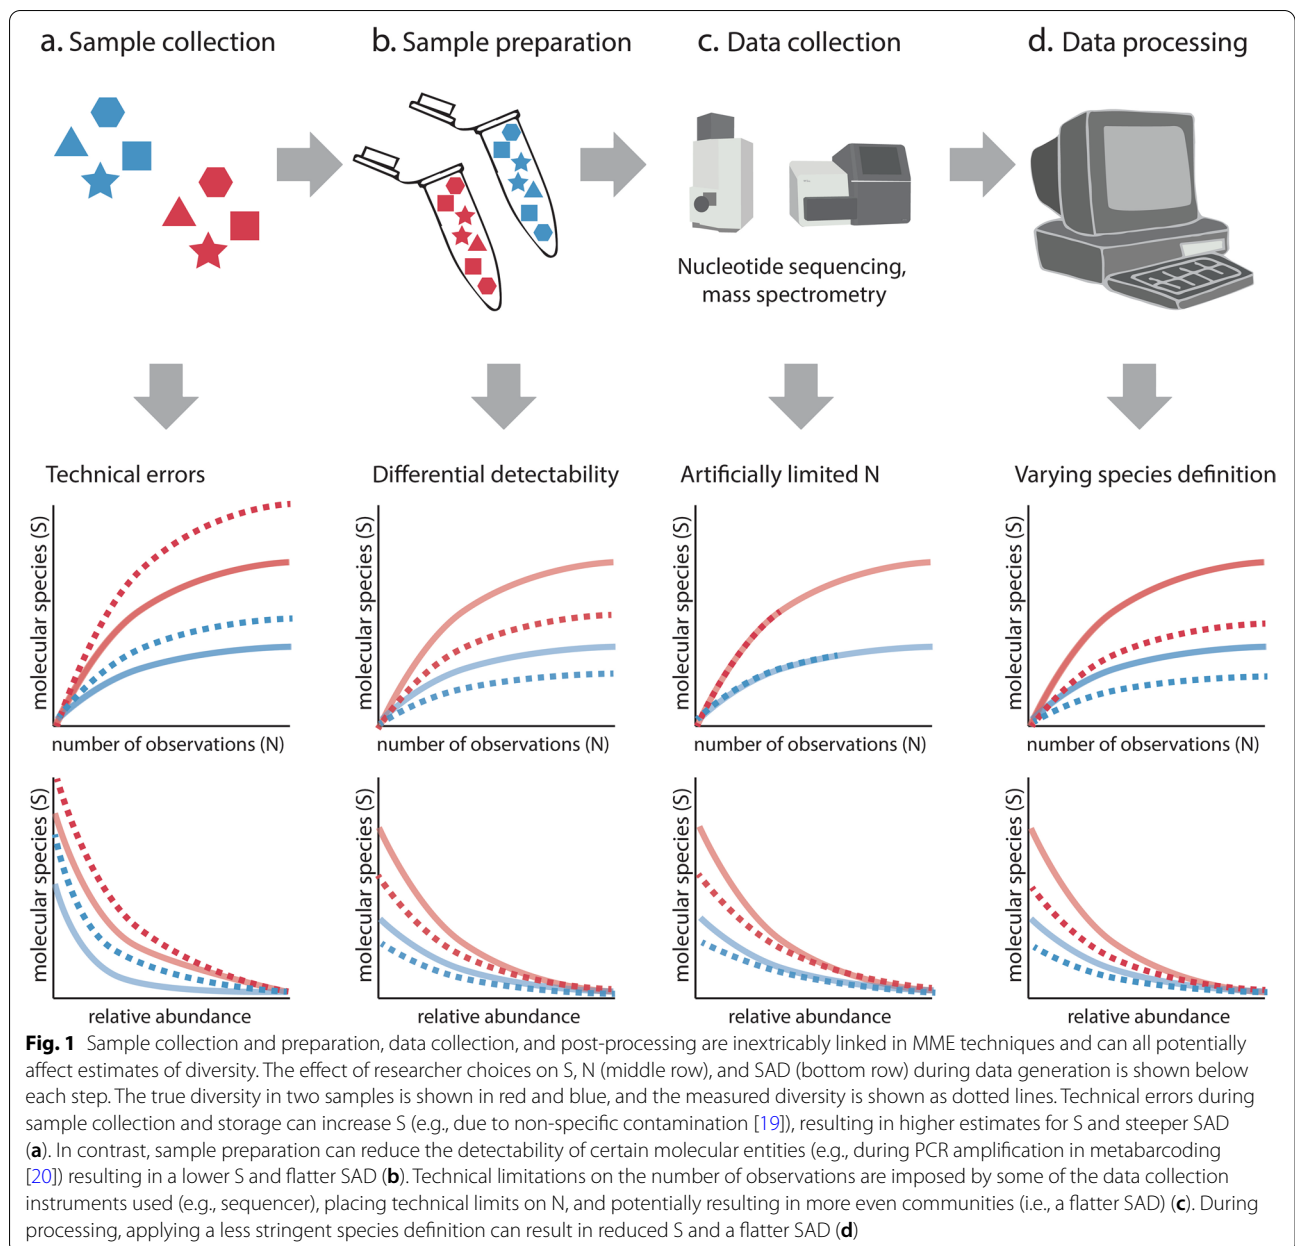 a. Sample collection
b. Sample preparation
c. Data collection
d. Data processing
Nucleotide sequencing,
mass spectrometry
Technical errors
Differential detectability
Artificially limited N
Varying species definition
molecular species (S)
number of observations (N)
molecular species (S)
number of observations (N)
molecular species (S)
number of observations (N)
molecular species (S)
number of observations (N)
molecular species (S)
relative abundance
molecular species (S)
relative abundance
molecular species (S)
relative abundance
molecular species (S)
relative abundance
Fig. 1 Sample collection and preparation, data collection, and post-processing are inextricably linked in MME techniques and can all potentially
affect estimates of diversity. The effect of researcher choices on S, N (middle row), and SAD (bottom row) during data generation is shown below
each step. The true diversity in two samples is shown in red and blue, and the measured diversity is shown as dotted lines. Technical errors during
sample collection and storage can increase S (e.g., due to non-specific contamination [19]), resulting in higher estimates for S and steeper SAD
(a). In contrast, sample preparation can reduce the detectability of certain molecular entities (e.g., during PCR amplification in metabarcoding
[20]) resulting in a lower S and flatter SAD (b). Technical limitations on the number of observations are imposed by some of the data collection
instruments used (e.g., sequencer), placing technical limits on N, and potentially resulting in more even communities (i.e., a flatter SAD) (c). During
processing, applying a less stringent species definition can result in reduced S and a flatter SAD (d)